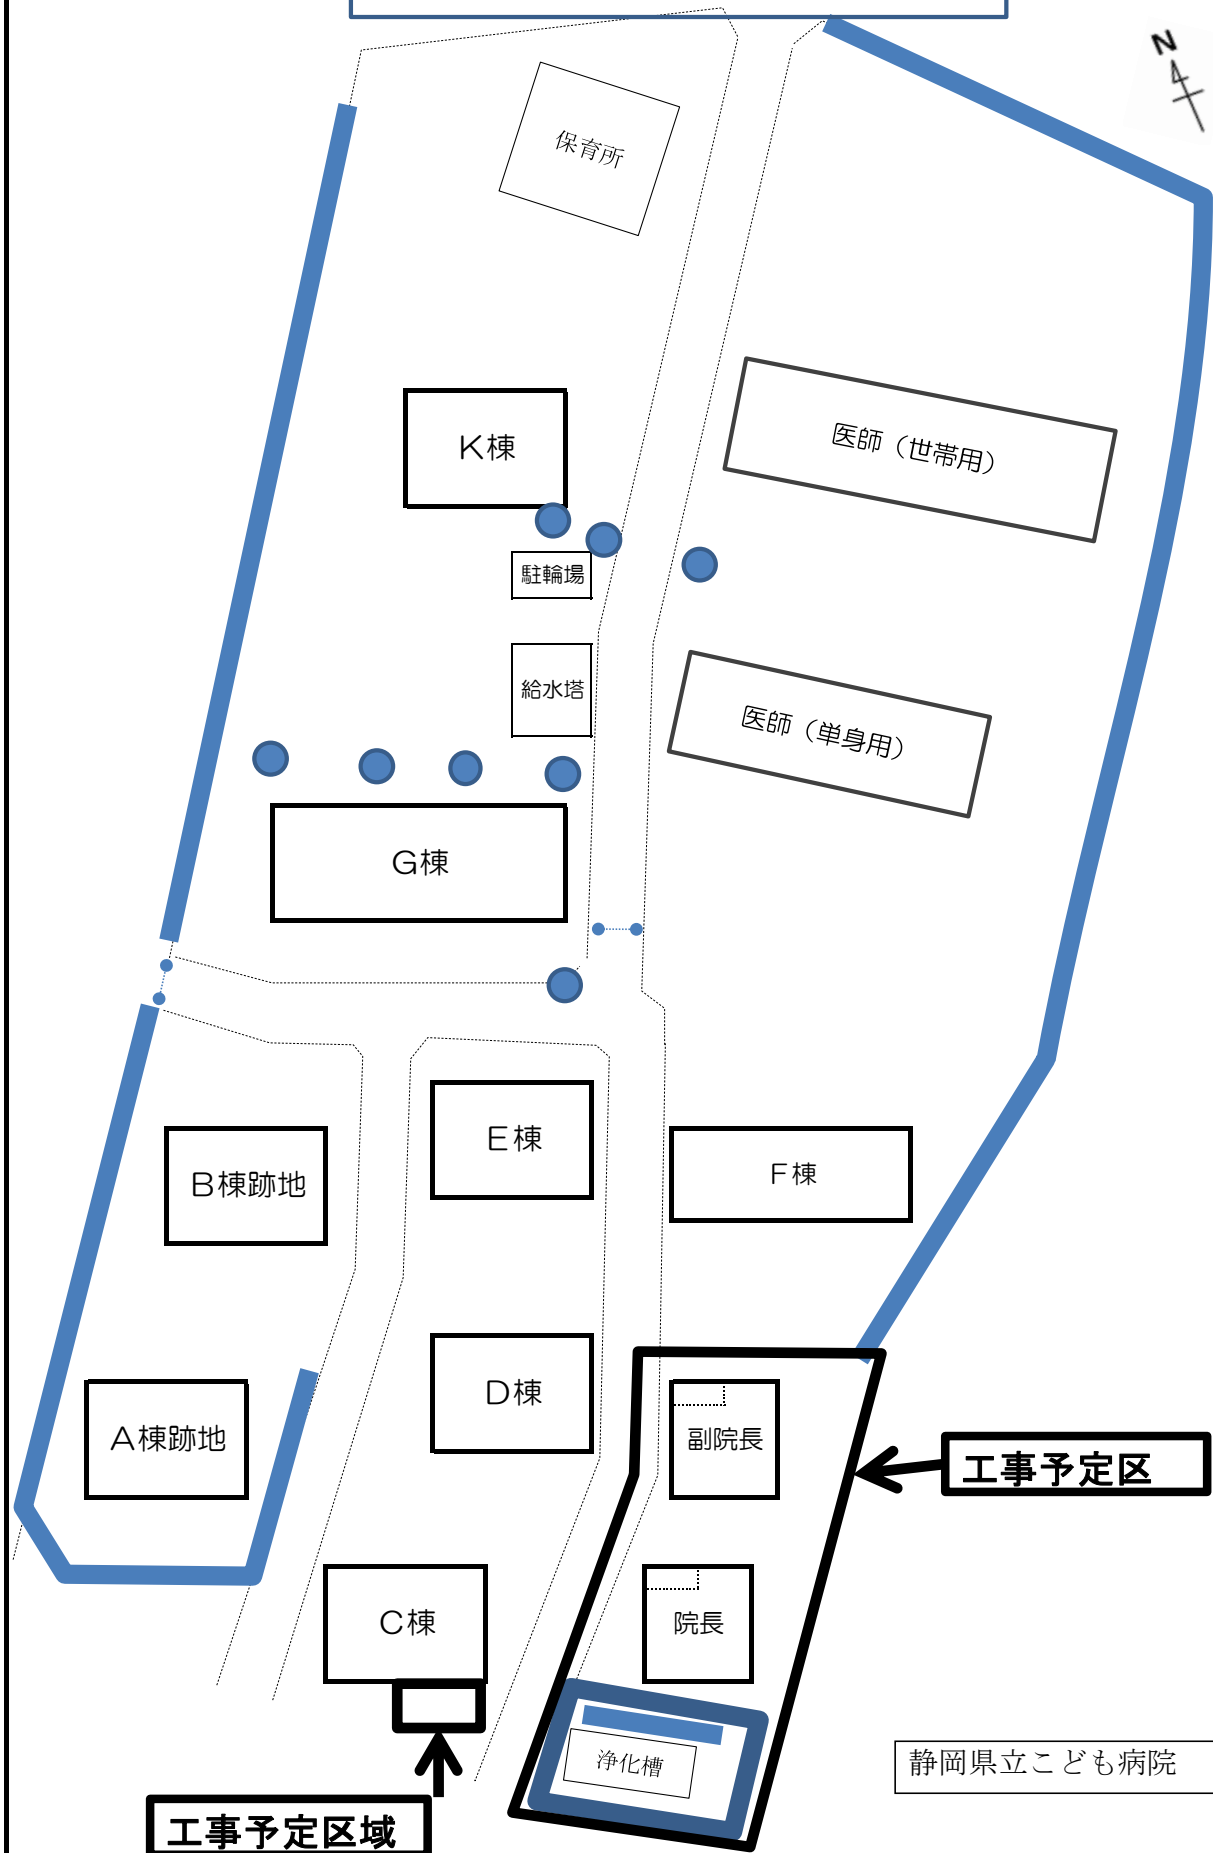 N
保育所
K棟
医師（世帯用）
駐輪場
給水塔
医師（単身用）
G棟
E棟
B棟跡地
F棟
D棟
A棟跡地
副院長
工事予定区
C棟
院長
浄化槽
静岡県立こども病院
工事予定区域